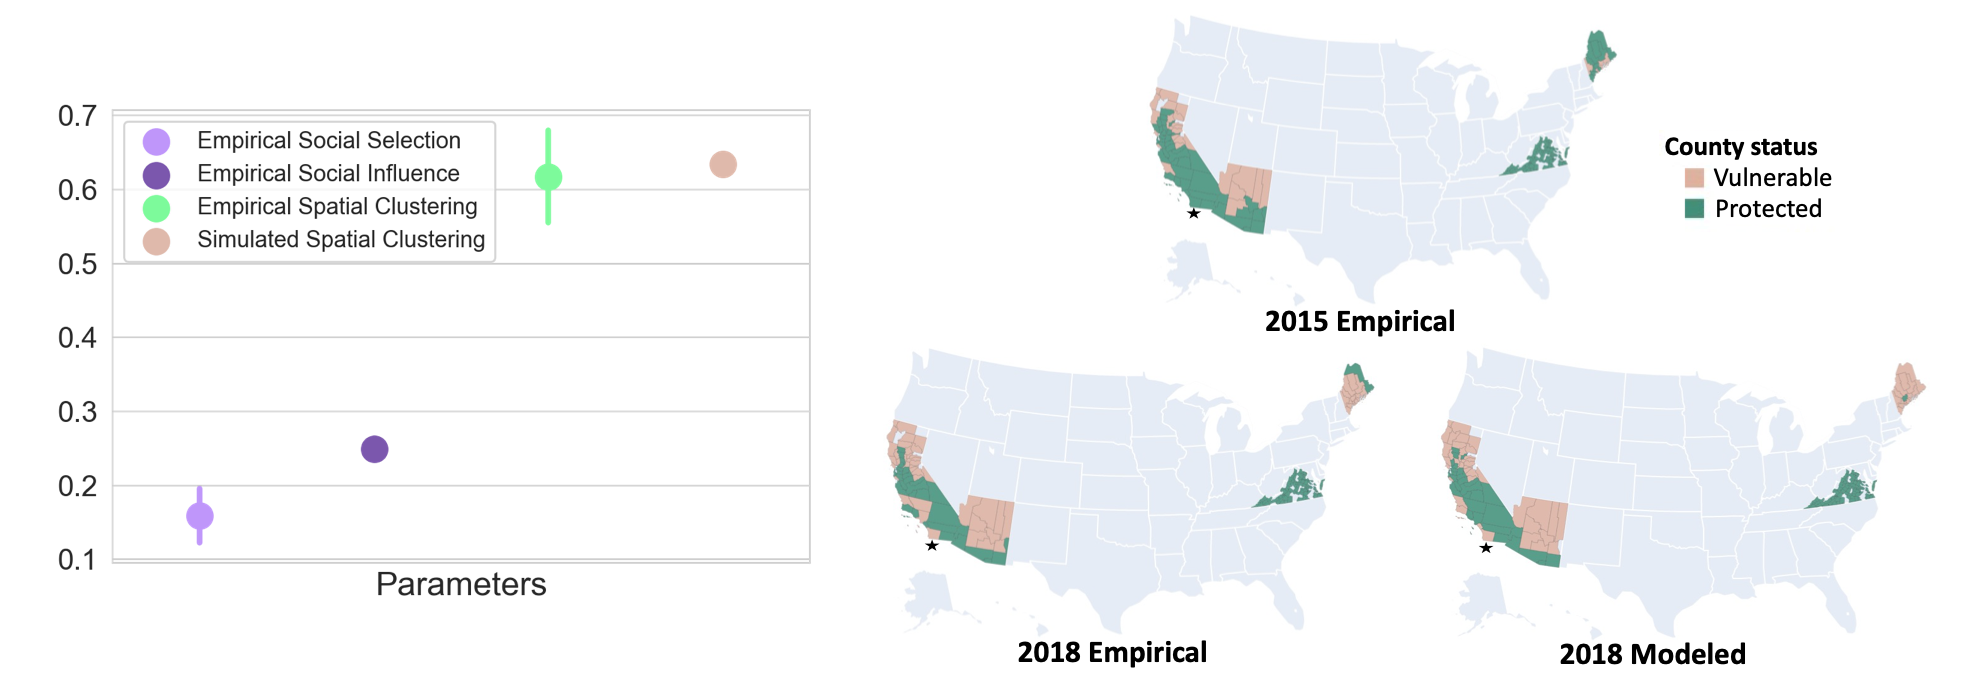 0.7
0.6
0.5
0.4
0.3
0.2
0.1
Empirical Social Selection
Empirical Social Influence
Empirical Spatial Clustering
Simulated Spatial Clustering
Parameters
County status
Vulnerable
Protected
2015 Empirical
2018 Empirical
2018 Modeled